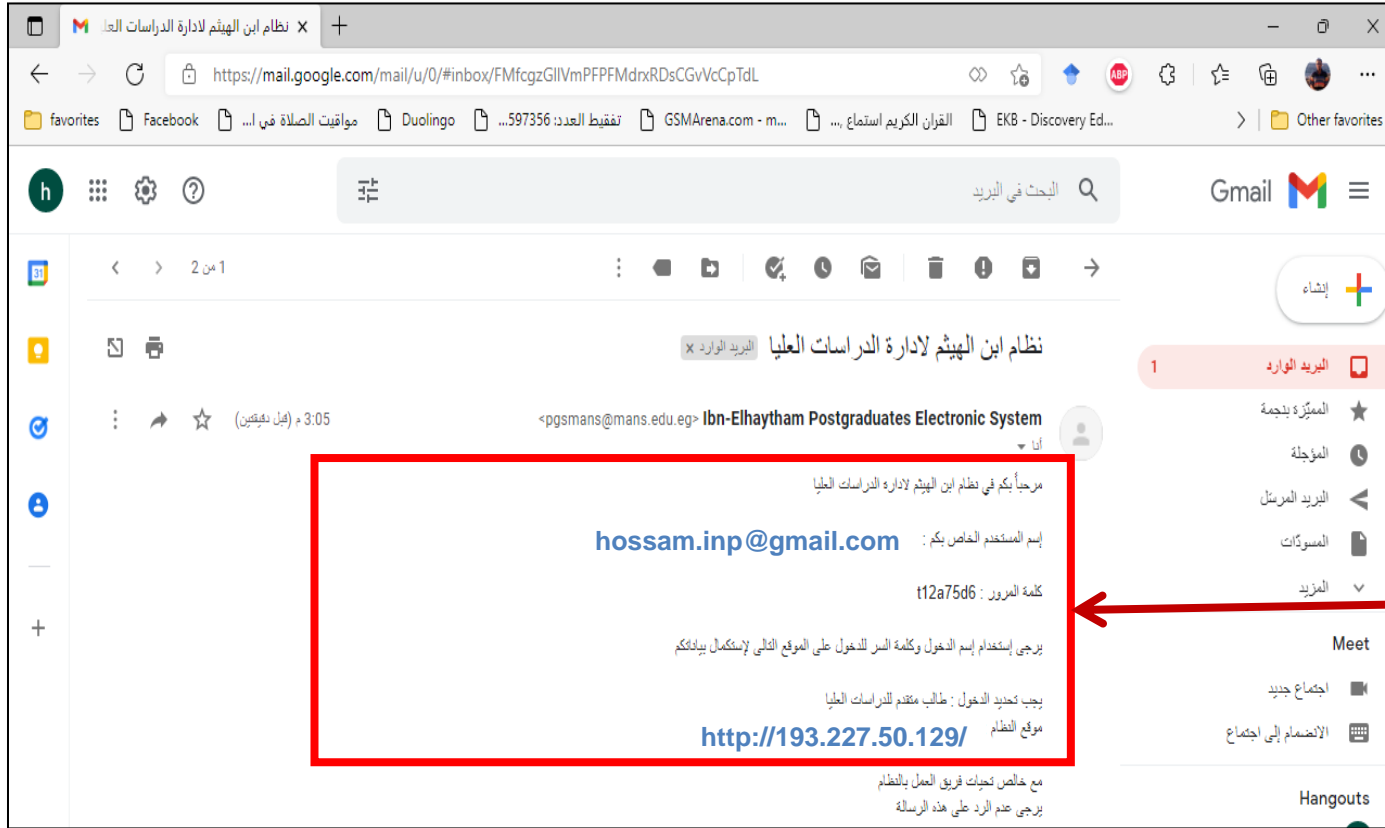 نظام ابن الهيثم لادارة الدراسات العل
https://mail.google.com/mail/u/0/#inbox/FMfcgzGllVmPFPFMdrxRDsCGvVcCpTdL
favorites
Facebook
مواقيت الصلاة في ا...
Duolingo
تفقيط العدد: 597356...
GSMArena.com - m...
القران الكريم استماع ,...
EKB - Discovery Ed...
Other favorites
h
البحث في البريد
Gmail
31
1 من 2
إنشاء
نظام ابن الهيثم لادارة الدراسات العليا
البريد الوارد x
البريد الوارد
1
المميّزة بنجمة
المؤجلة
البريد المرسَل
المسودّات
المزيد
Meet
اجتماع جديد
الانضمام إلى اجتماع
Hangouts
Ibn-Elhaytham Postgraduates Electronic System <pgsmans@mans.edu.eg>
3:05 م (قبل دقيقتين)
أنا
مرحباً بكم في نظام ابن الهيثم لادارة الدراسات العليا
إسم المستخدم الخاص بكم : hossam.inp@gmail.com
كلمة المرور : t12a75d6
يرجى إستخدام إسم الدخول وكلمة السر للدخول على الموقع التالى لإستكمال بياناتكم
يجب تحديد الدخول : طالب متقدم للدراسات العليا
موقع النظام http://193.227.50.129/
مع خالص تحيات فريق العمل بالنظام
يرجى عدم الرد على هذه الرسالة
ABP